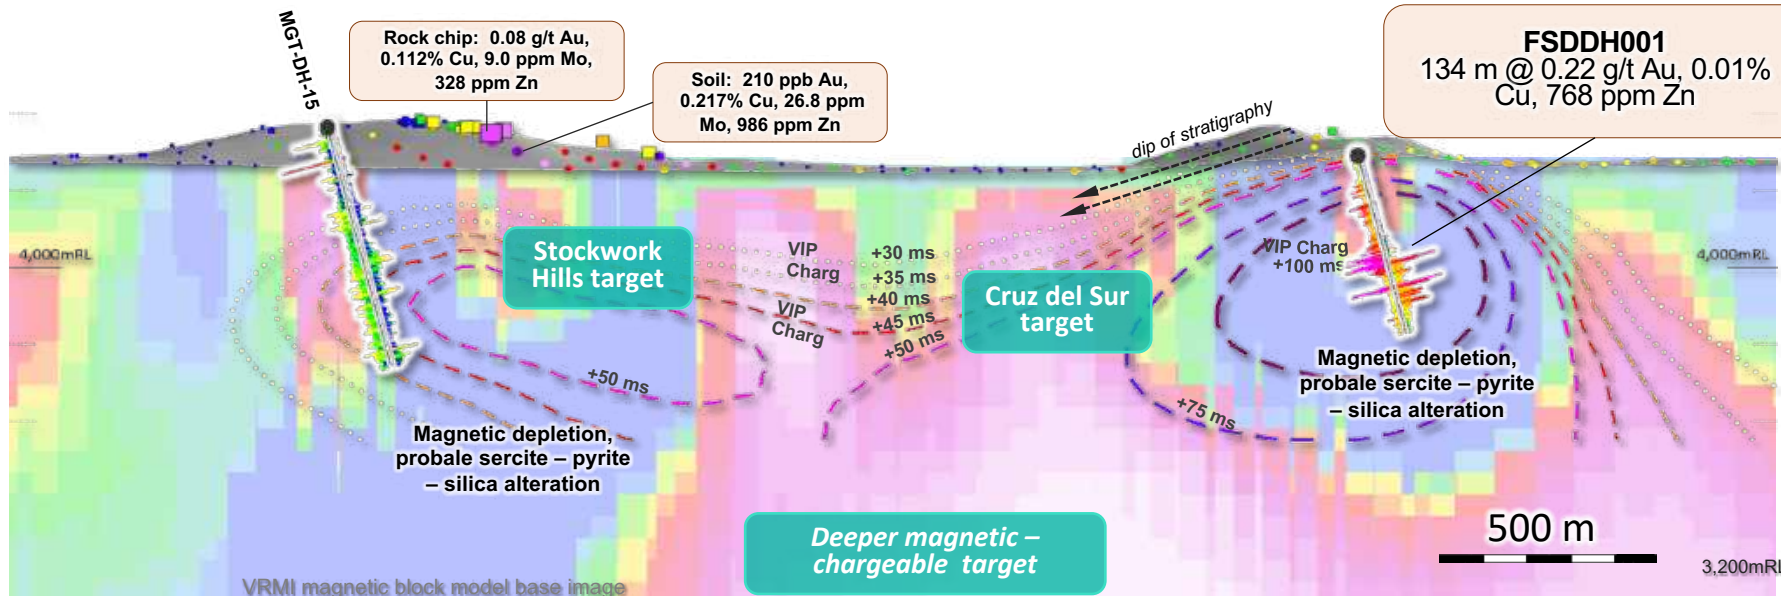 MGT-DH-15
Rock chip: 0.08 g/t Au,
0.112% Cu, 9.0 ppm Mo,
328 ppm Zn
Soil: 210 ppb Au,
0.217% Cu, 26.8 ppm
Mo, 986 ppm Zn
dip of stratigraphy
FSDDH001
134 m @ 0.22 g/t Au, 0.01%
Cu, 768 ppm Zn
4,000mRL
Stockwork
Hills target
VIP
Charg
+30 ms
+35 ms
+40 ms
VIP
Charg
+45 ms
+50 ms
Cruz del Sur
target
VIP Charg
+100 ms
4,000mRL
+50 ms
+75 ms
Magnetic depletion,
probale sercite – pyrite
– silica alteration
Magnetic depletion,
probale sercite – pyrite
– silica alteration
Deeper magnetic –
chargeable target
500 m
3,200mRL
VRMI magnetic block model base image